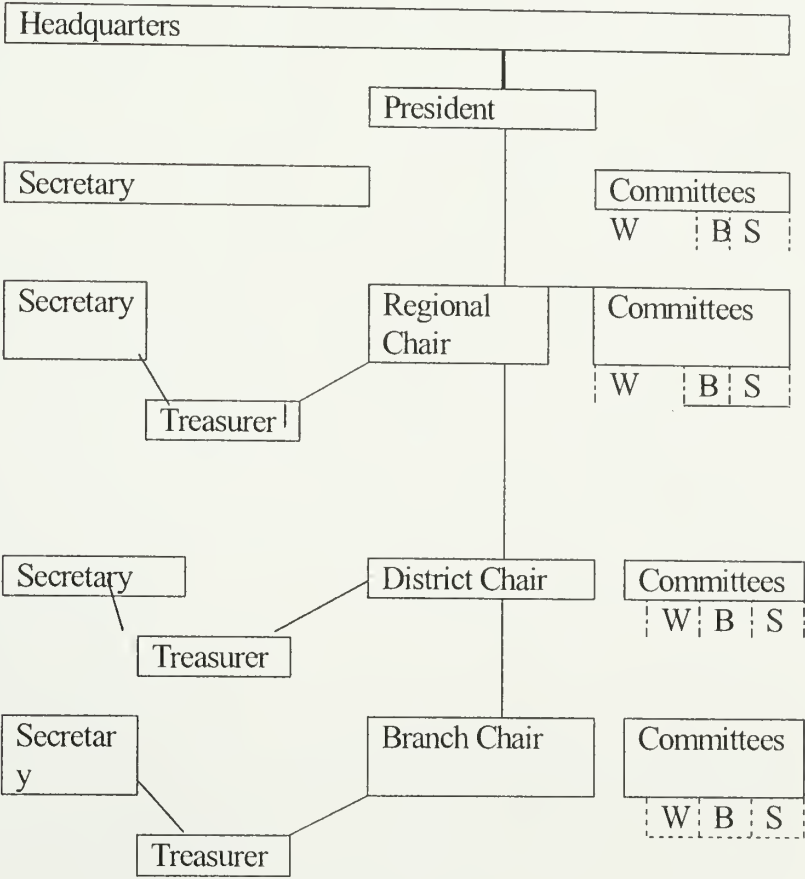 Headquarters
President
Secretary
Committees
W B S
Secretary
Regional
Chair
Committees
W B S
Treasurer
Secretary
District Chair
Committees
W B S
Treasurer
Secretar
y
Branch Chair
Committees
W B S
Treasurer